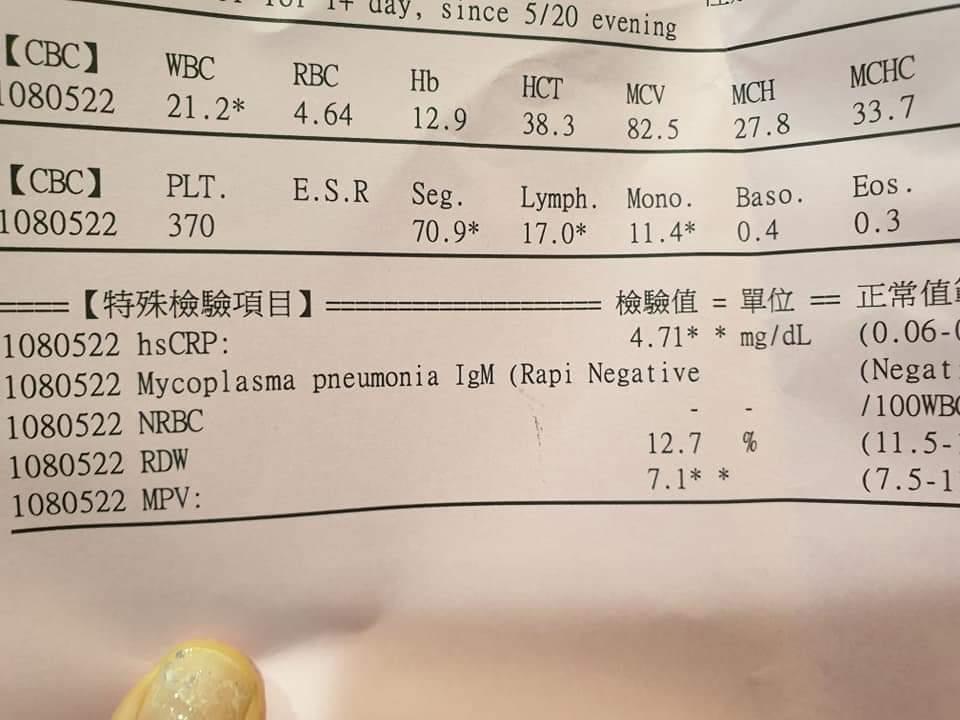 for 1+ day, since 5/20 evening
【CBC】 WBC RBC Hb HCT MCV MCH MCHC
1080522 21.2* 4.64 12.9 38.3 82.5 27.8 33.7
【CBC】 PLT. E.S.R Seg. Lymph. Mono. Baso. Eos.
1080522 370 70.9* 17.0* 11.4* 0.4 0.3
====【特殊檢驗項目】=================== 檢驗值 = 單位 == 正常值
1080522 hsCRP: 4.71* * mg/dL (0.06-
1080522 Mycoplasma pneumonia IgM (Rapi Negative (Negat
1080522 NRBC - - /100WBC
1080522 RDW 12.7 % (11.5-
1080522 MPV: 7.1* * (7.5-1